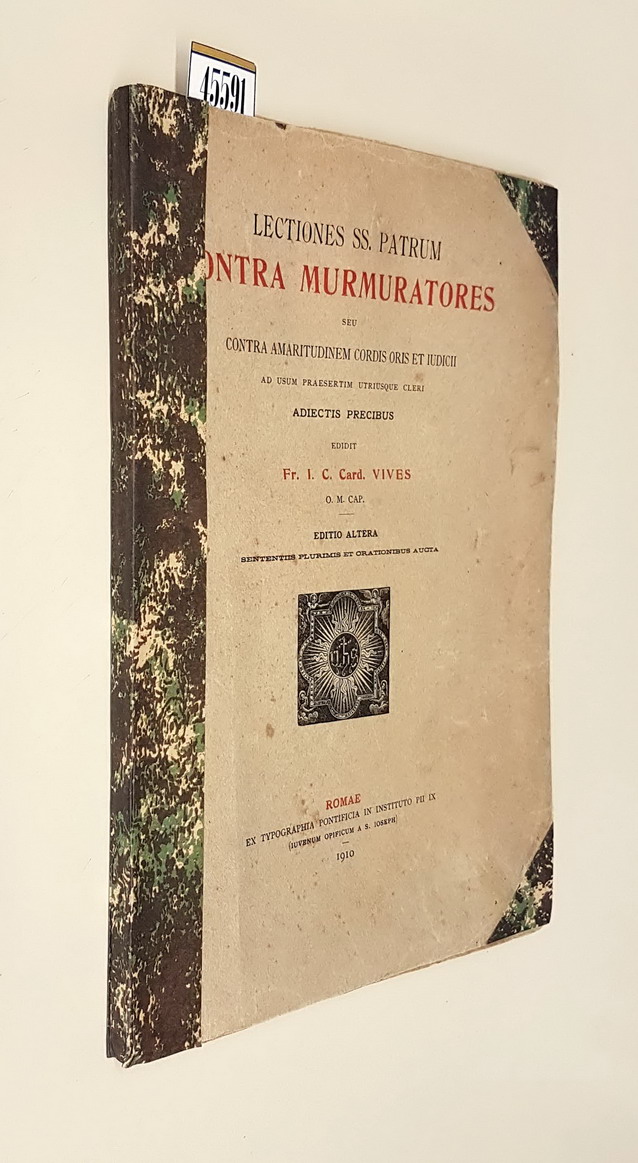 45591
LECTIONES SS. PATRUM
ONTRA MURMURATORES
SEU
CONTRA AMARITUDINEM CORDIS ORIS ET IUDICII
AD USUM PRAESERTIM UTRIUSQUE CLERI
ADIECTIS PRECIBUS
EDIDIT
Fr. I. C. Card. VIVES
O. M. CAP.
EDITIO ALTERA
SENTENTIIS PLURIMIS ET ORATIONIBUS AUCTA
ihs
ROMAE
EX TYPOGRAPHIA PONTIFICIA IN INSTITUTO PII IX
(IUVENUM OPIFICUM A S. IOSEPH)
1910